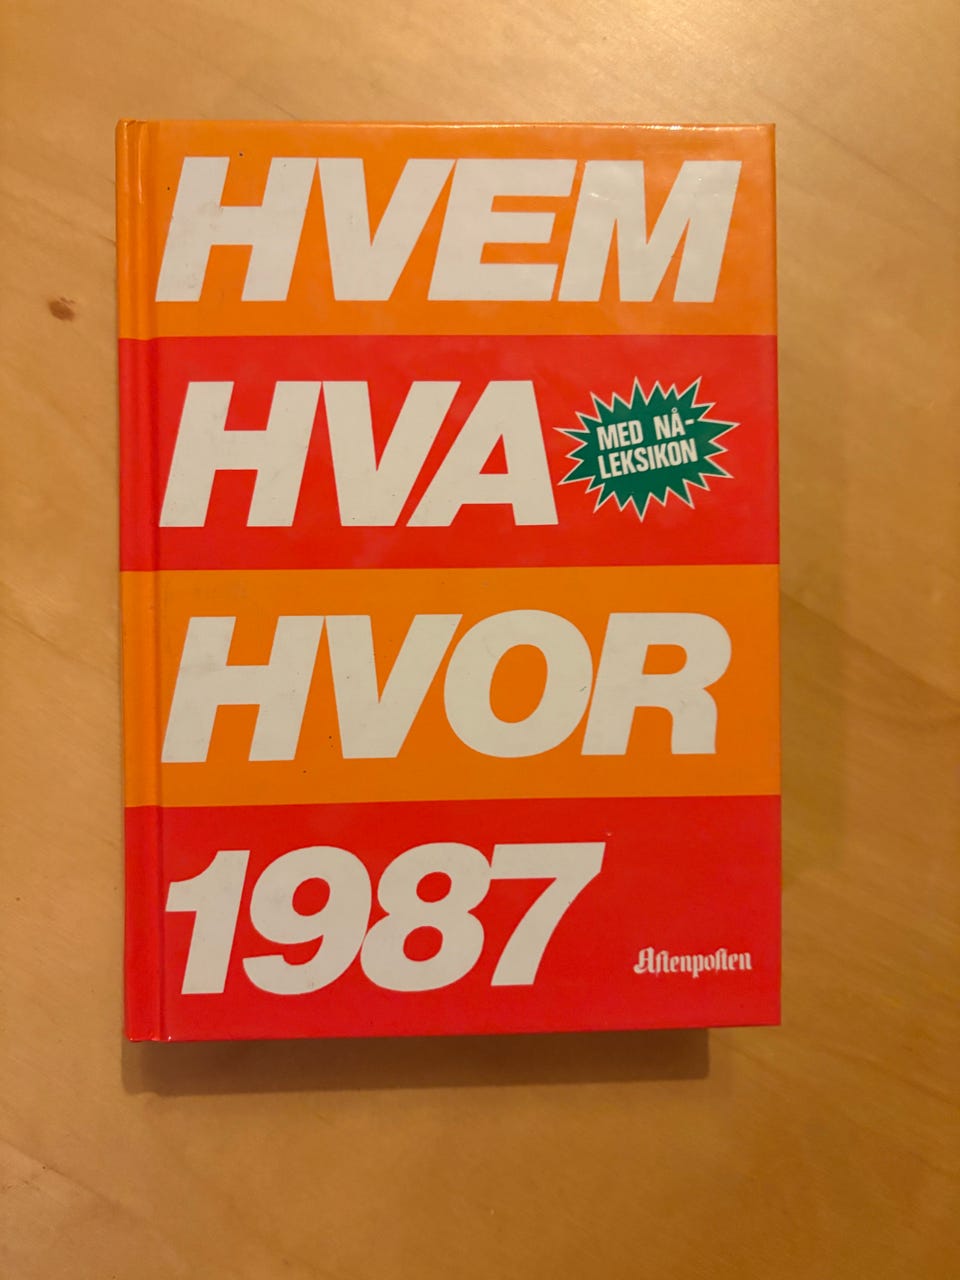 HVEM
HVA
MED NÅ-
LEKSIKON
HVOR
1987
Aftenposten